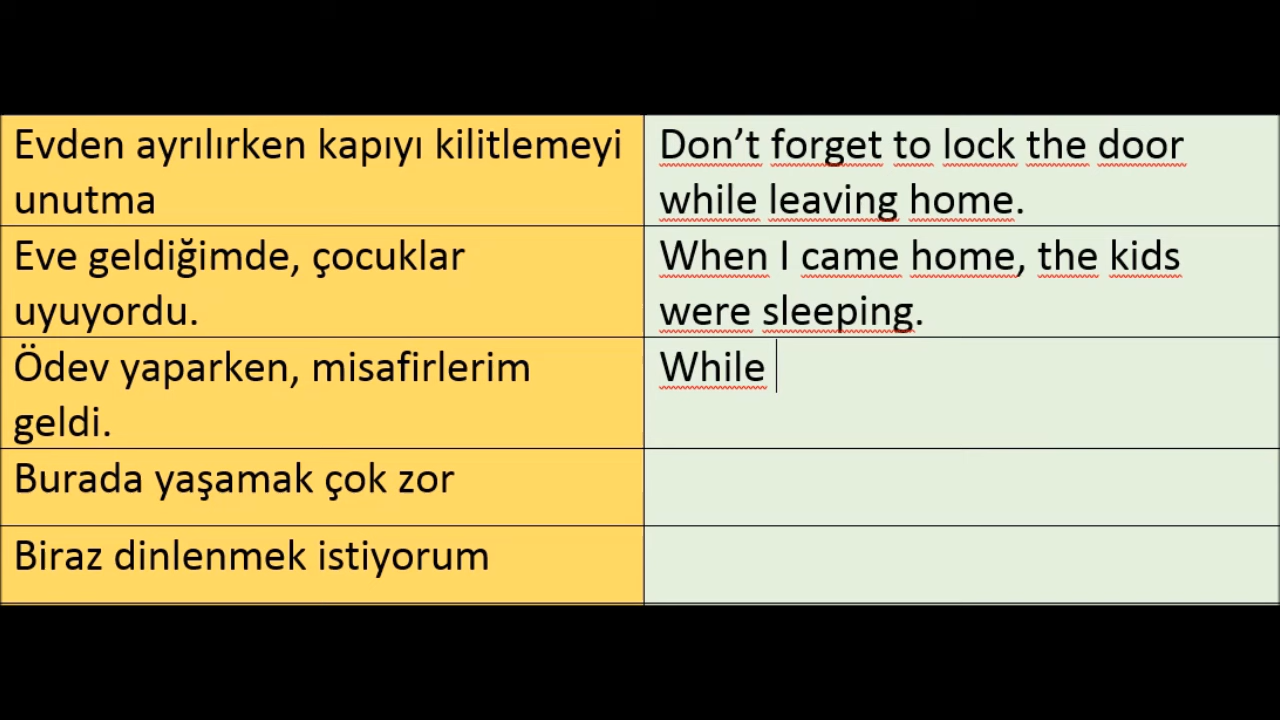 Evden ayrılırken kapıyı kilitlemeyi
unutma
Don’t forget to lock the door
while leaving home.
Eve geldiğimde, çocuklar
uyuyordu.
When I came home, the kids
were sleeping.
Ödev yaparken, misafirlerim
geldi.
While
Burada yaşamak çok zor
Biraz dinlenmek istiyorum